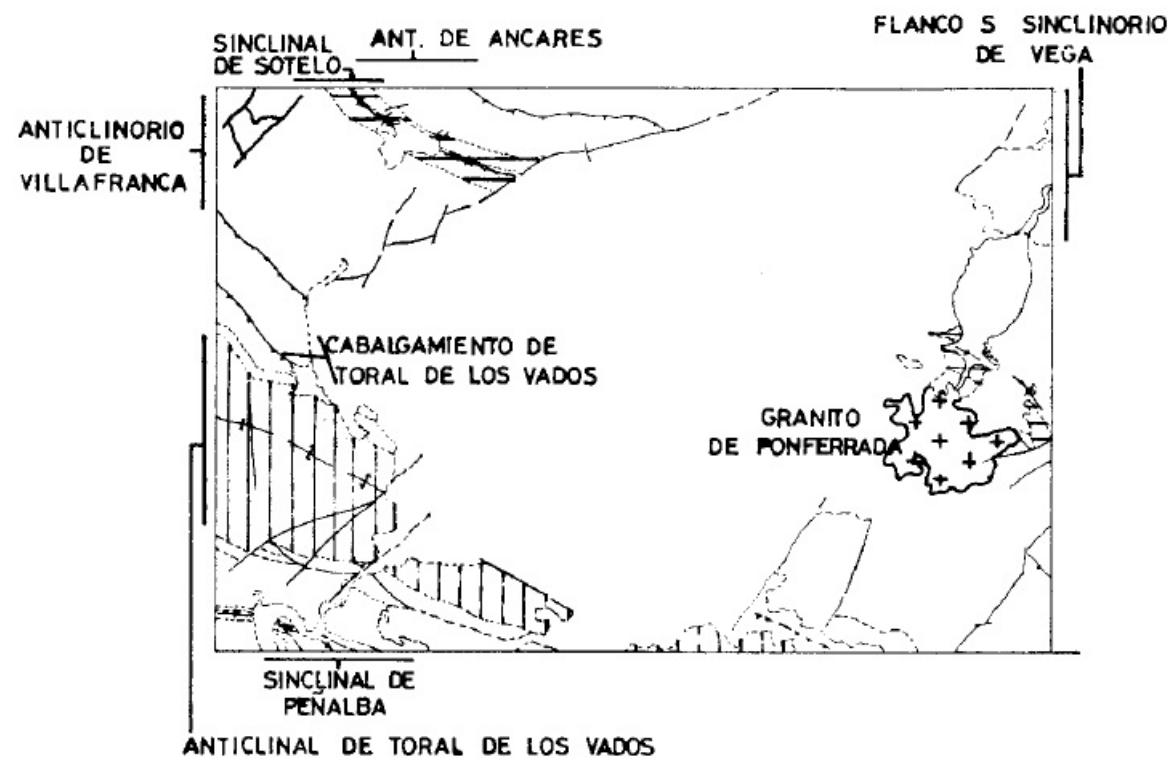 SINCLINAL
DE SOTELO
ANT. DE ANCARES
FLANCO S SINCLINORIO
DE VEGA
ANTICLINORIO
DE
VILLAFRANCA
CABALGAMIENTO DE
TORAL DE LOS VADOS
GRANITO
DE PONFERRADA
SINCLINAL DE
PEÑALBA
ANTICLINAL DE TORAL DE LOS VADOS